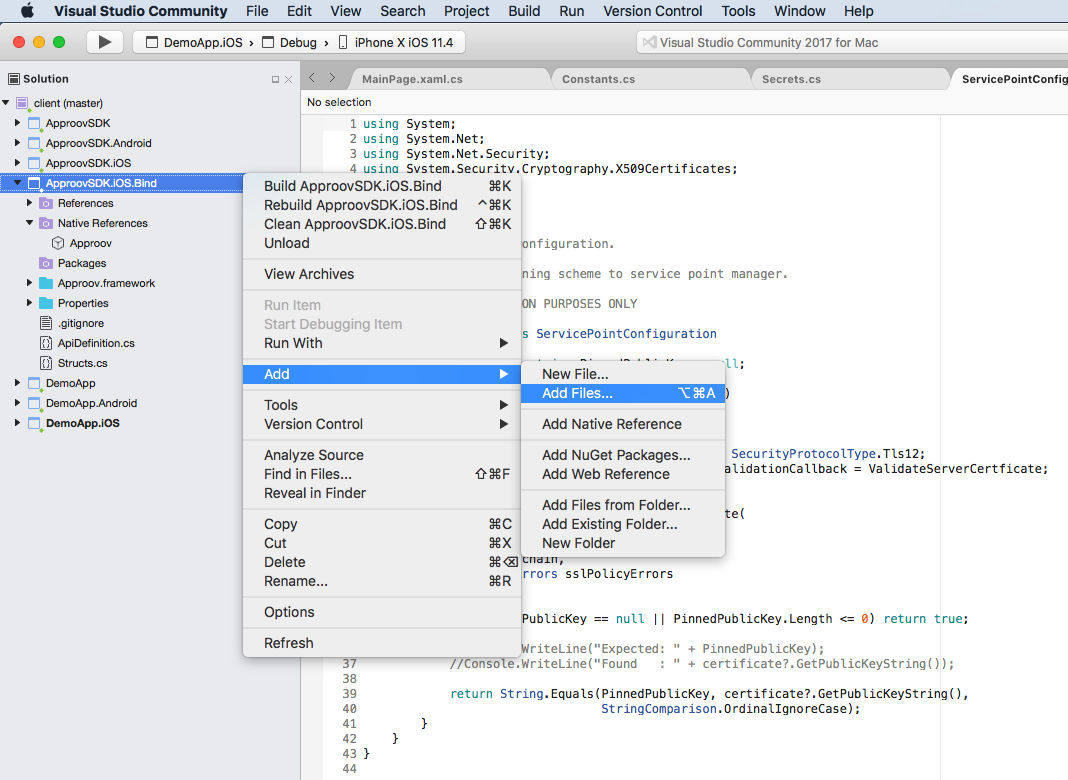 Visual Studio Community File Edit View Search Project Build Run Version Control Tools Window Help
DemoApp.iOS › Debug › iPhone X iOS 11.4 Visual Studio Community 2017 for Mac
Solution
client (master)
ApproovSDK
ApproovSDK.Android
ApproovSDK.iOS
ApproovSDK.iOS.Bind
References
Native References
Approov
Packages
Approov.framework
Properties
.gitignore
ApiDefinition.cs
Structs.cs
DemoApp
DemoApp.Android
DemoApp.iOS
MainPage.xaml.cs Constants.cs Secrets.cs ServicePointConfig
No selection
1 using System;
2 using System.Net;
3 using System.Net.Security;
4 using System.Security.Cryptography.X509Certificates;
onfiguration.
ning scheme to service point manager.
ON PURPOSES ONLY
s ServicePointConfiguration
ll;
)
SecurityProtocolType.Tls12;
alidationCallback = ValidateServerCertficate;
te(
chain,
rrors sslPolicyErrors
PublicKey == null || PinnedPublicKey.Length <= 0) return true;
WriteLine("Expected: " + PinnedPublicKey);
37 //Console.WriteLine("Found   : " + certificate?.GetPublicKeyString());
38
39 return String.Equals(PinnedPublicKey, certificate?.GetPublicKeyString(),
40 StringComparison.OrdinalIgnoreCase);
41 }
42 }
43 }
44
Build ApproovSDK.iOS.Bind ⌘K
Rebuild ApproovSDK.iOS.Bind ^⌘K
Clean ApproovSDK.iOS.Bind ⇧⌘K
Unload
View Archives
Run Item
Start Debugging Item
Run With
Add
Tools
Version Control
Analyze Source
Find in Files... ⇧⌘F
Reveal in Finder
Copy ⌘C
Cut ⌘X
Delete ⌘⌫
Rename... ⌘R
Options
Refresh
New File...
Add Files... ⌥⌘A
Add Native Reference
Add NuGet Packages...
Add Web Reference
Add Files from Folder...
Add Existing Folder...
New Folder